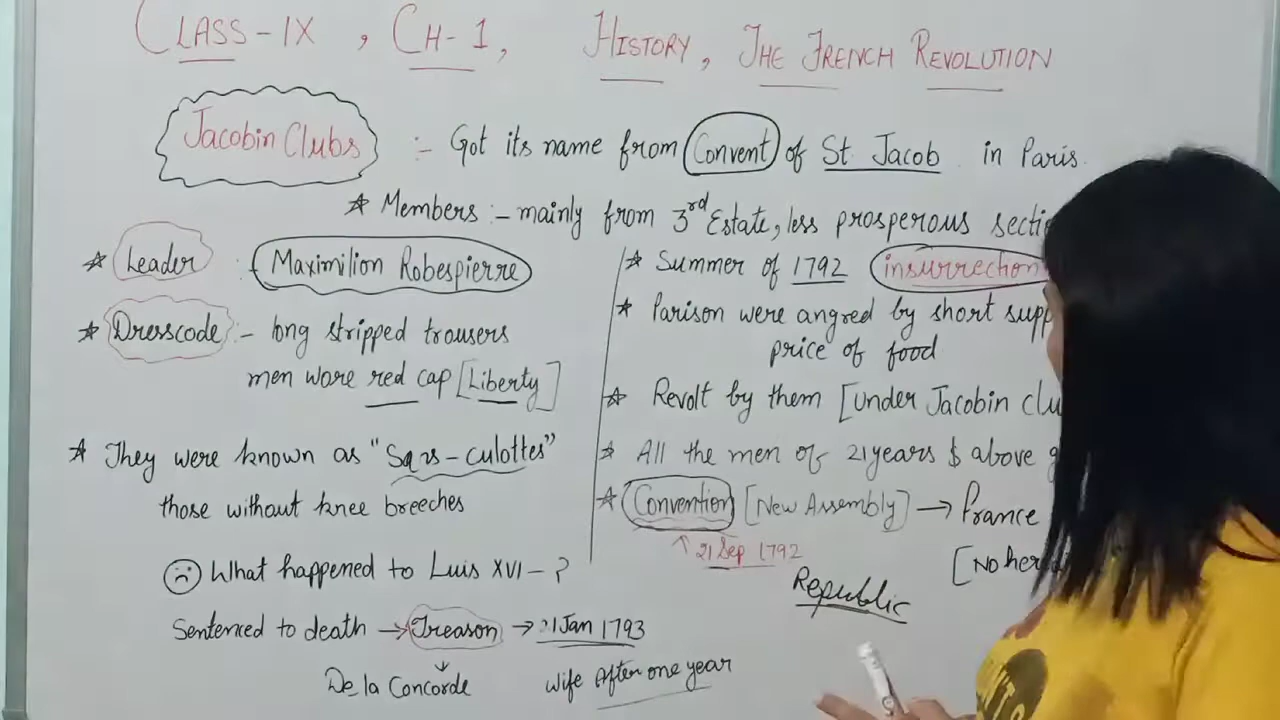 CLASS-IX, CH-1, HISTORY, THE FRENCH REVOLUTION
Jacobin Clubs :- Got its name from Convent of St Jacob in Paris.
☆ Members :- mainly from 3rd Estate, less prosperous
☆ Leader : Maximilion Robespierre
☆ Dresscode :- long stripped trousers
men wore red cap [Liberty]
☆ They were known as "Sans-culottes"
those without knee breeches
☆ Summer of 1792 insurrection
☆ Parison were angred by short
price of food
☆ Revolt by them [under Jacobin
☆ All the men of 21 years $ above
☆ Convention [New Assembly] → France
↑ 21 Sep 1792
[No
Republic
☹ What happened to Luis XVI - ?
Sentenced to death → Treason → 21 Jan 1793
De la Concorde
wife After one year